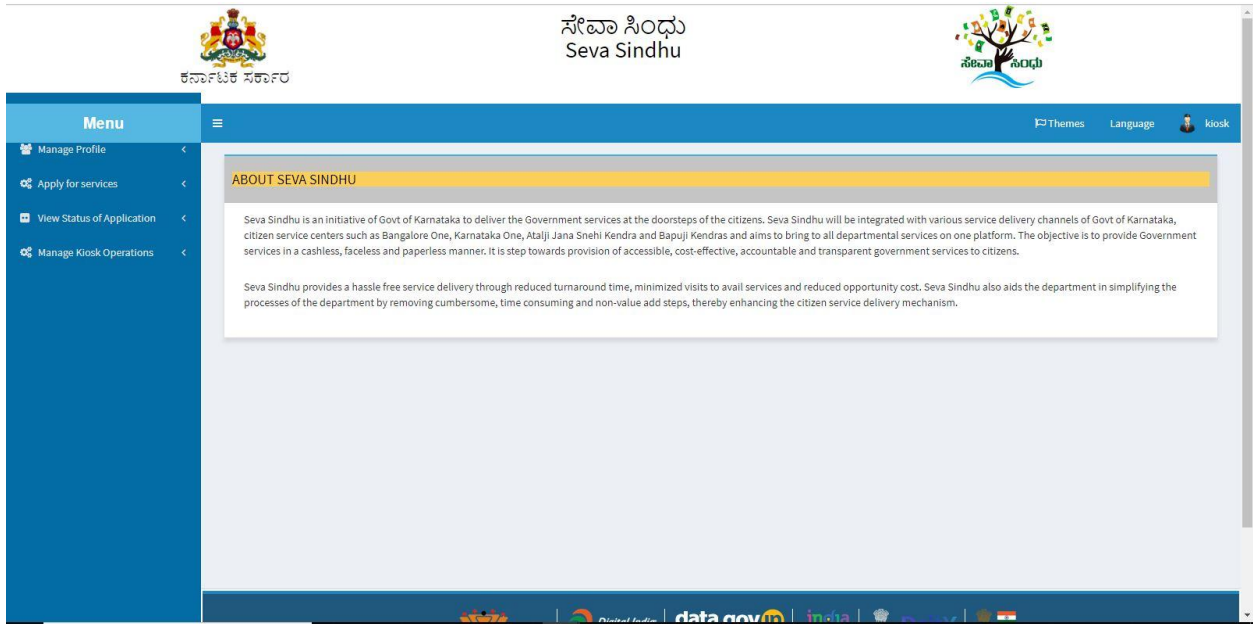 ಸೇವಾ ಸಿಂಧು
Seva Sindhu
ಕರ್ನಾಟಕ ಸರ್ಕಾರ
ಸೇವಾ ಸಿಂಧು
Menu
Themes Language kiosk
Manage Profile
Apply for services
View Status of Application
Manage Kiosk Operations
ABOUT SEVA SINDHU
Seva Sindhu is an initiative of Govt of Karnataka to deliver the Government services at the doorsteps of the citizens. Seva Sindhu will be integrated with various service delivery channels of Govt of Karnataka,
citizen service centers such as Bangalore One, Karnataka One, Atalji Jana Snehi Kendra and Bapuji Kendras and aims to bring to all departmental services on one platform. The objective is to provide Government
services in a cashless, faceless and paperless manner. It is step towards provision of accessible, cost-effective, accountable and transparent government services to citizens.
Seva Sindhu provides a hassle free service delivery through reduced turnaround time, minimized visits to avail services and reduced opportunity cost. Seva Sindhu also aids the department in simplifying the
processes of the department by removing cumbersome, time consuming and non-value add steps, thereby enhancing the citizen service delivery mechanism.
Digital India data gov in india